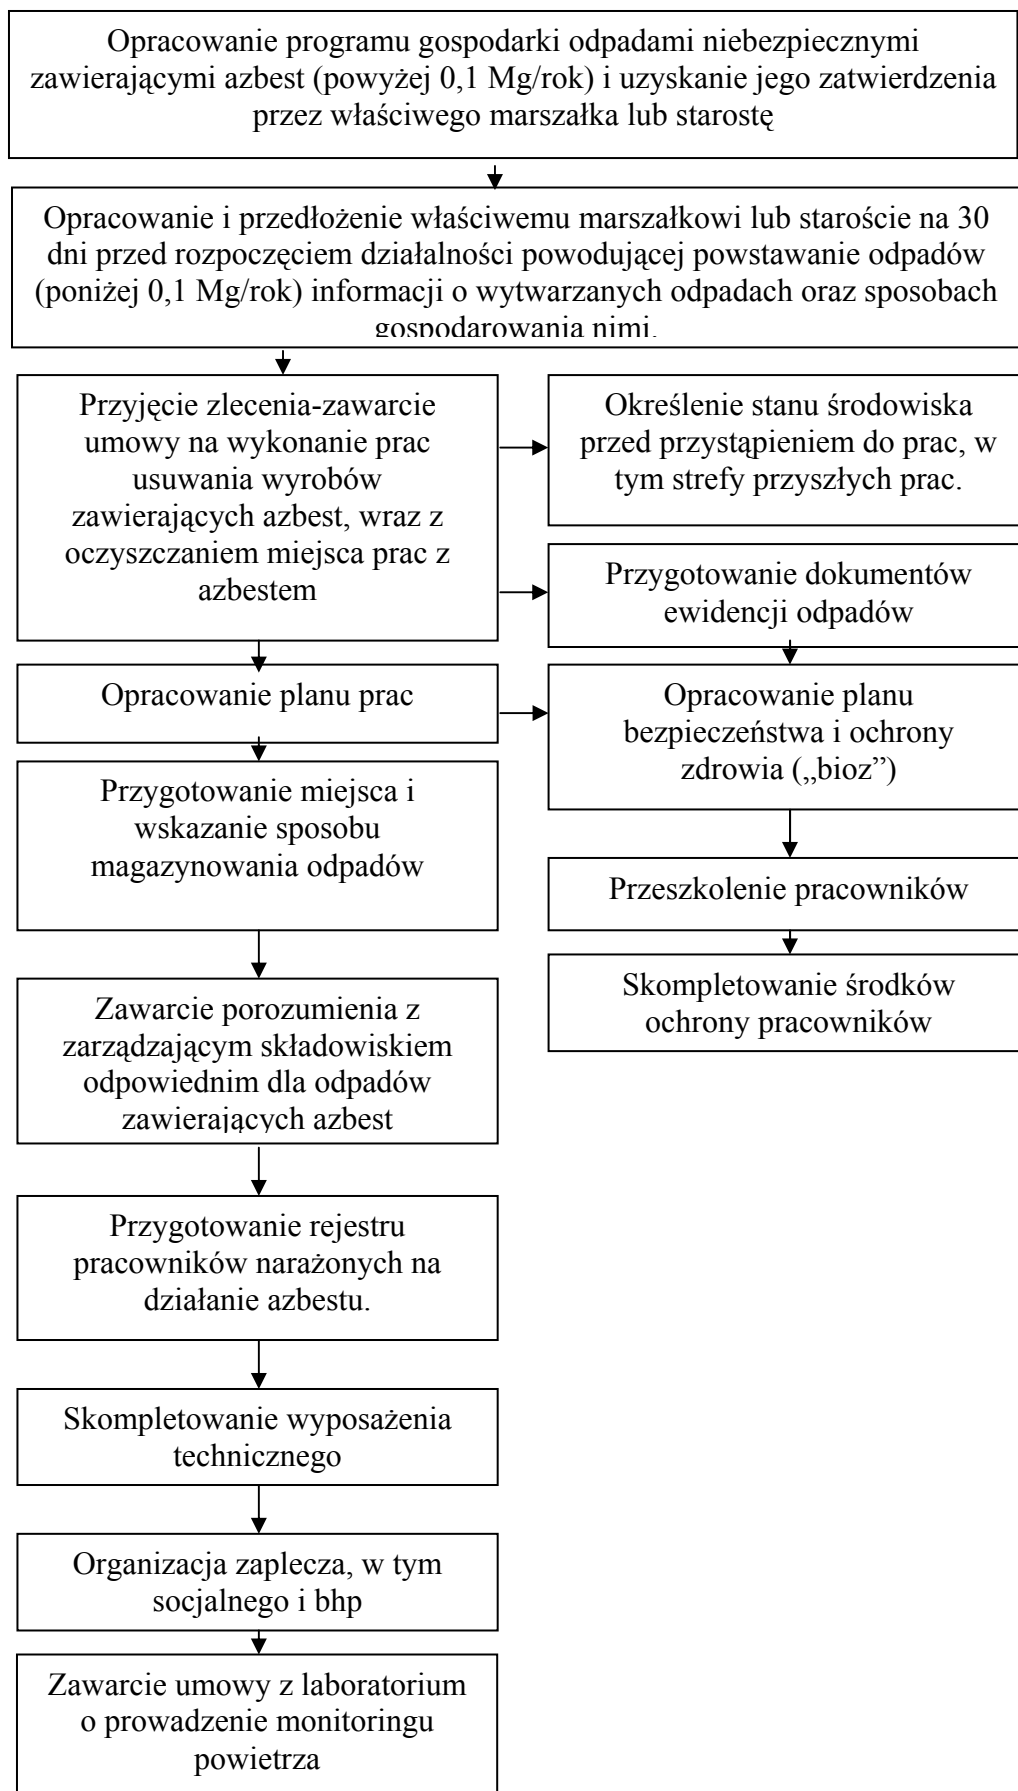 Opracowanie programu gospodarki odpadami niebezpiecznymi
zawierającymi azbest (powyżej 0,1 Mg/rok) i uzyskanie jego zatwierdzenia
przez właściwego marszałka lub starostę
Opracowanie i przedłożenie właściwemu marszałkowi lub staroście na 30
dni przed rozpoczęciem działalności powodującej powstawanie odpadów
(poniżej 0,1 Mg/rok) informacji o wytwarzanych odpadach oraz sposobach
gospodarowania nimi.
Przyjęcie zlecenia-zawarcie
umowy na wykonanie prac
usuwania wyrobów
zawierających azbest, wraz z
oczyszczaniem miejsca prac z
azbestem
Określenie stanu środowiska
przed przystąpieniem do prac, w
tym strefy przyszłych prac.
Przygotowanie dokumentów
ewidencji odpadów
Opracowanie planu prac
Opracowanie planu
bezpieczeństwa i ochrony
zdrowia („bioz”)
Przygotowanie miejsca i
wskazanie sposobu
magazynowania odpadów
Przeszkolenie pracowników
Skompletowanie środków
ochrony pracowników
Zawarcie porozumienia z
zarządzającym składowiskiem
odpowiednim dla odpadów
zawierających azbest
Przygotowanie rejestru
pracowników narażonych na
działanie azbestu.
Skompletowanie wyposażenia
technicznego
Organizacja zaplecza, w tym
socjalnego i bhp
Zawarcie umowy z laboratorium
o prowadzenie monitoringu
powietrza